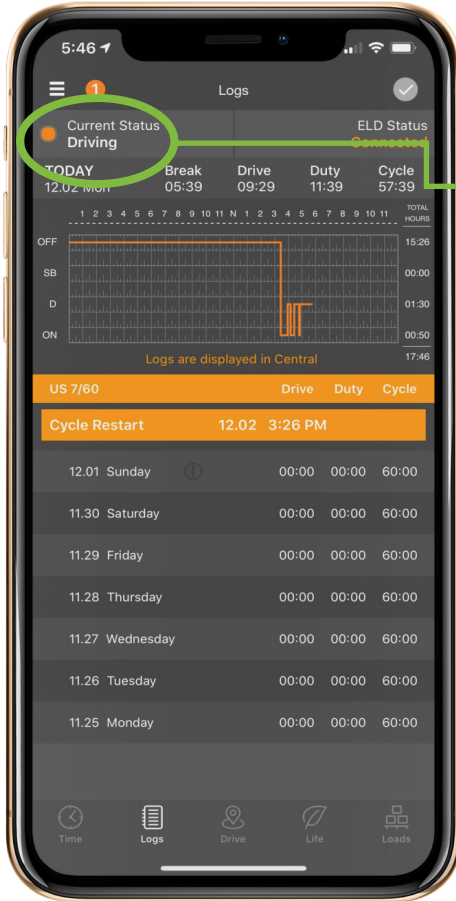 5:46
1
Logs
Current Status
Driving
ELD Status
Connected
TODAY Break Drive Duty Cycle
12.02 Mon 05:39 09:29 11:39 57:39
1 2 3 4 5 6 7 8 9 10 11 N 1 2 3 4 5 6 7 8 9 10 11 TOTAL HOURS
OFF 15:26
SB 00:00
D 01:30
ON 00:50
Logs are displayed in Central 17:46
US 7/60 Drive Duty Cycle
Cycle Restart 12.02 3:26 PM
12.01 Sunday 00:00 00:00 60:00
11.30 Saturday 00:00 00:00 60:00
11.29 Friday 00:00 00:00 60:00
11.28 Thursday 00:00 00:00 60:00
11.27 Wednesday 00:00 00:00 60:00
11.26 Tuesday 00:00 00:00 60:00
11.25 Monday 00:00 00:00 60:00
Time Logs Drive Life Loads